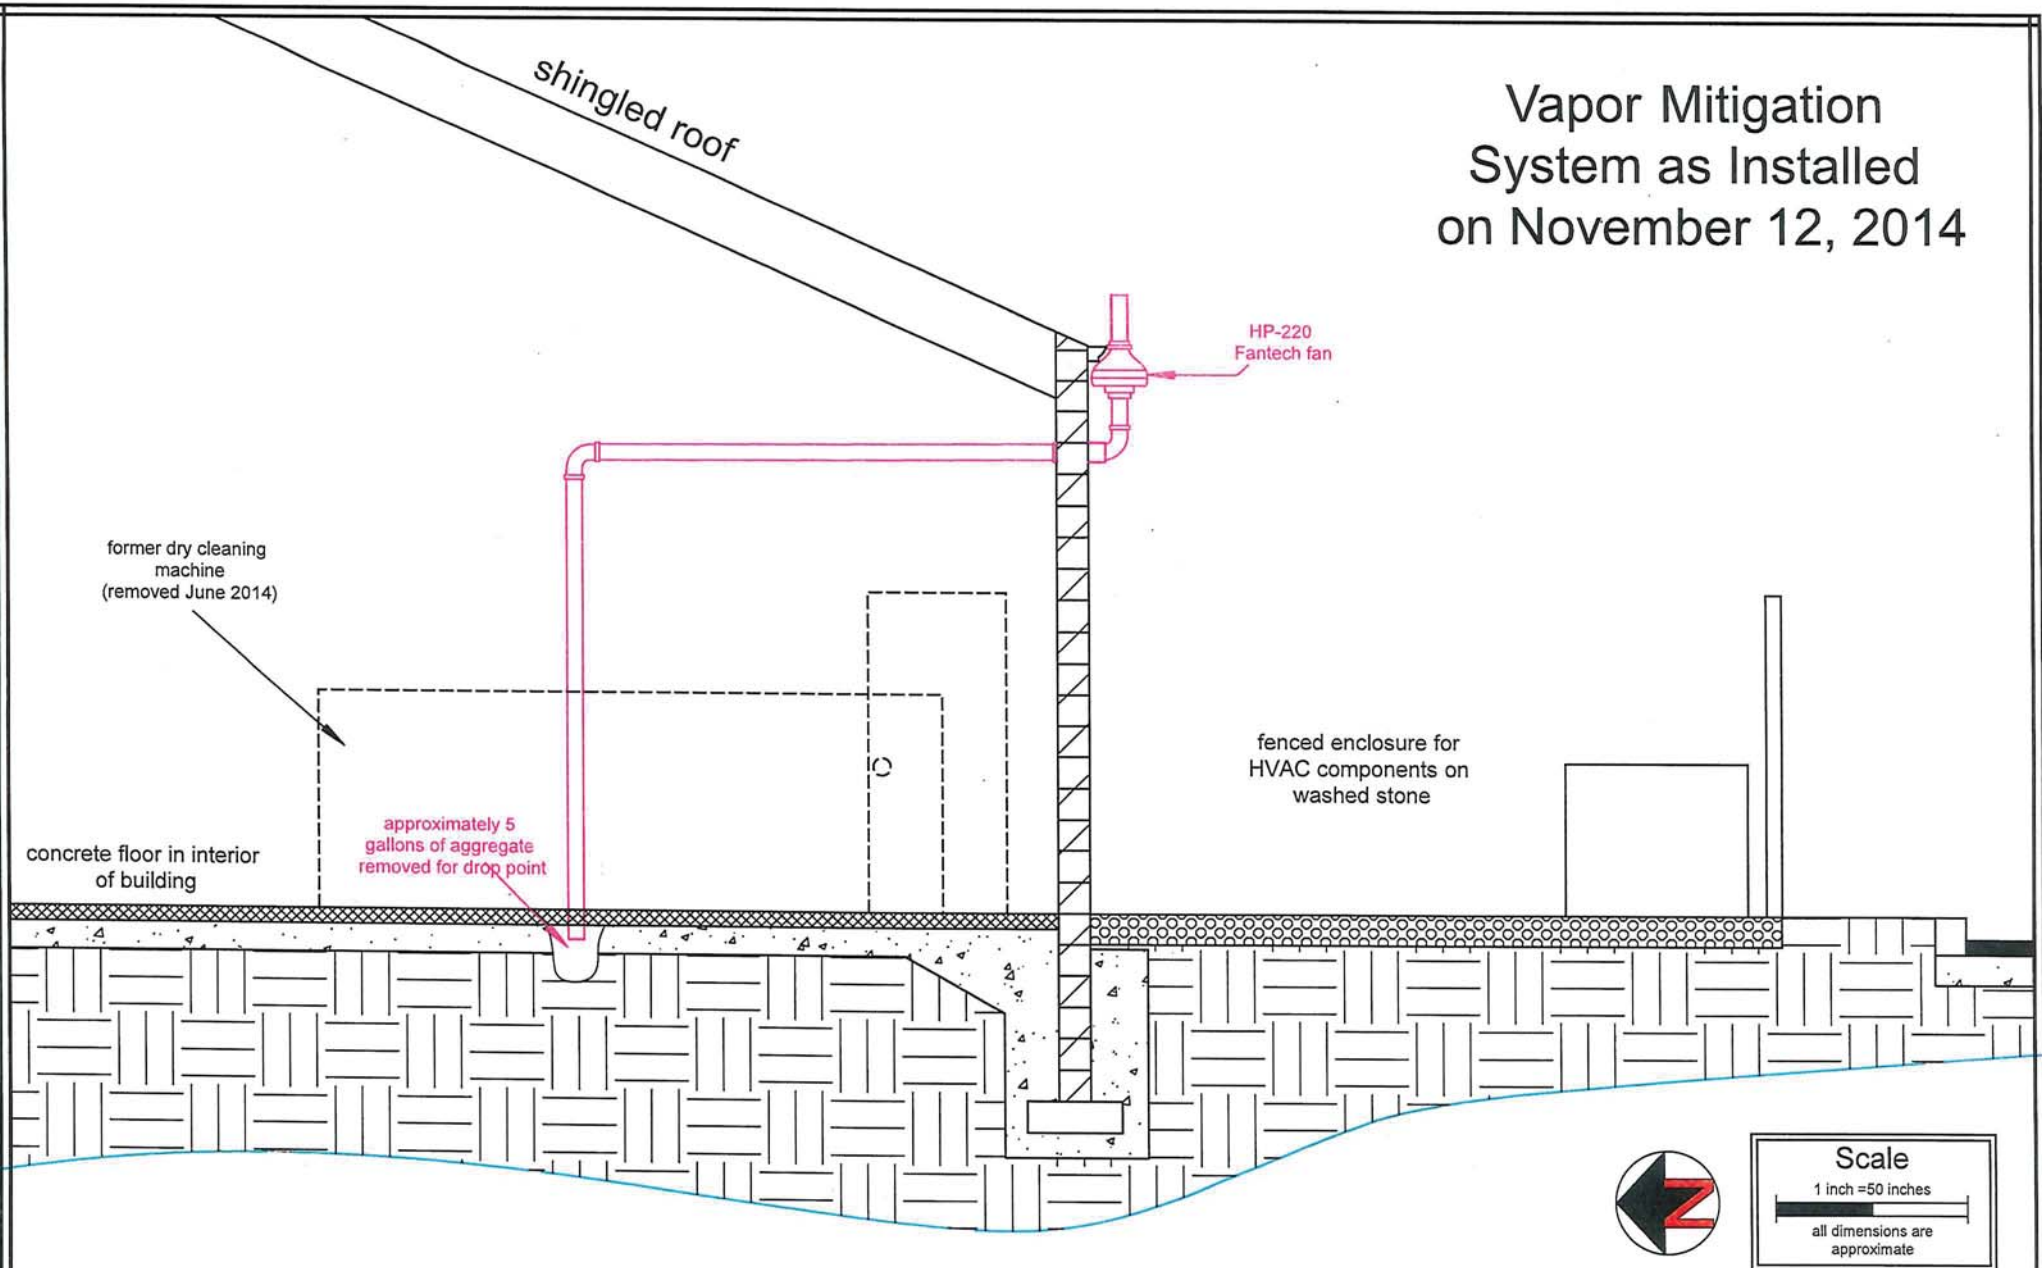 Vapor Mitigation
System as Installed
on November 12, 2014
shingled roof
HP-220
Fantech fan
former dry cleaning
machine
(removed June 2014)
approximately 5
gallons of aggregate
removed for drop point
concrete floor in interior
of building
fenced enclosure for
HVAC components on
washed stone
N
Scale
1 inch =50 inches
all dimensions are
approximate